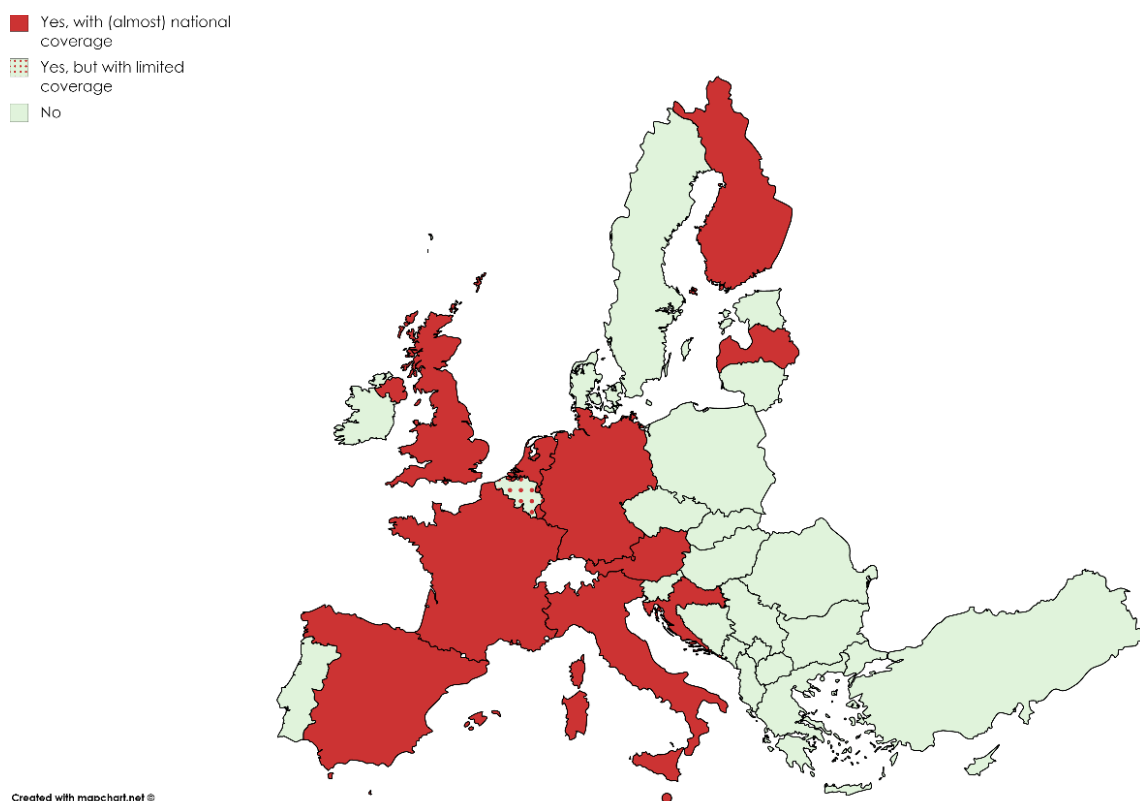 Yes, with (almost) national
coverage
Yes, but with limited
coverage
No
Created with mapchart.net ©